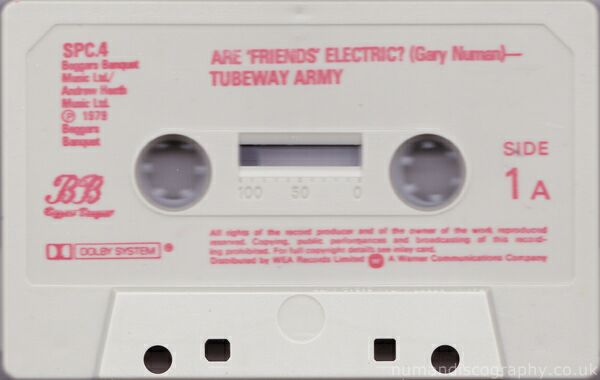 SPC.4
Beggars Banquet
Music Ltd./
Andrew Heath
Music Ltd.
Ⓟ 1979
Beggars
Banquet
ARE 'FRIENDS' ELECTRIC? (Gary Numan)—
TUBEWAY ARMY
SIDE
1A
100 50 0
BB
Beggars Banquet
DOLBY SYSTEM ®
All rights of the record producer and of the owner of the work reproduced
reserved. Copying, public performances and broadcasting of this record-
ing prohibited. For full copyright details see inlay card.
Distributed by WEA Records Limited A Warner Communications Company
numandiscography.co.uk